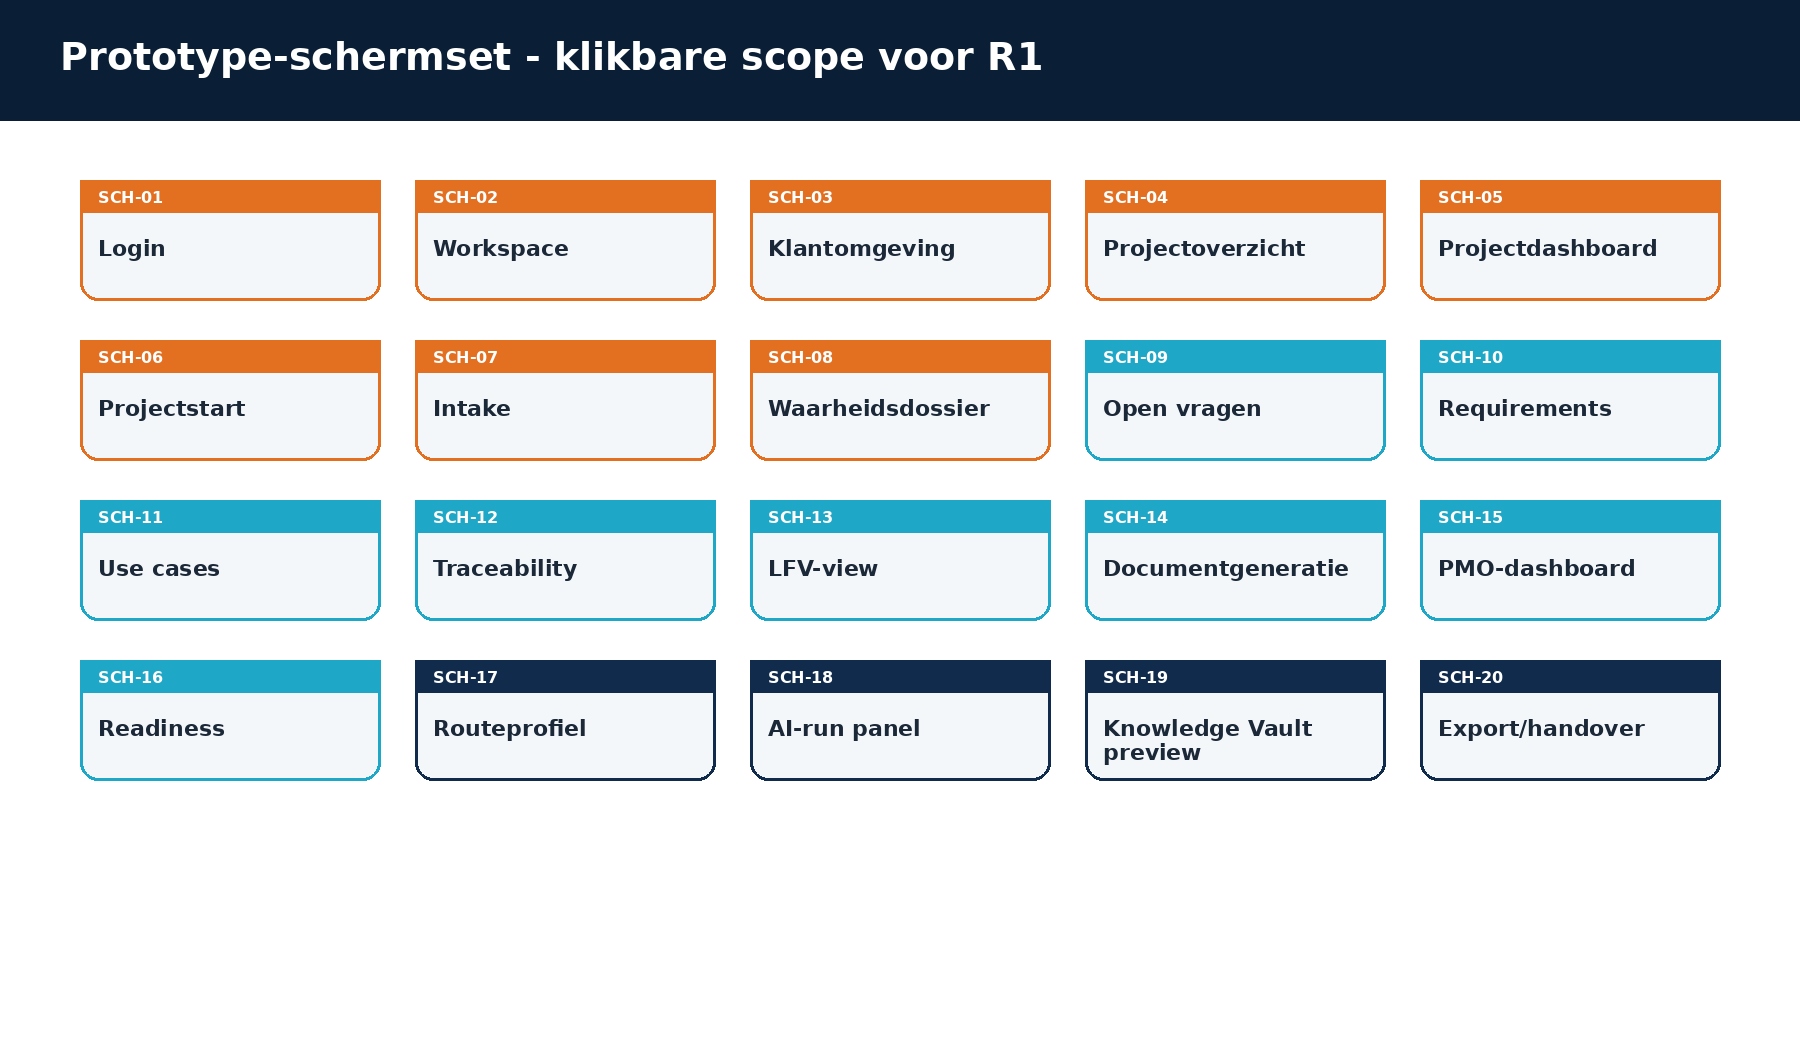 Prototype-schermset - klikbare scope voor R1
SCH-01
Login
SCH-02
Workspace
SCH-03
Klantomgeving
SCH-04
Projectoverzicht
SCH-05
Projectdashboard
SCH-06
Projectstart
SCH-07
Intake
SCH-08
Waarheidsdossier
SCH-09
Open vragen
SCH-10
Requirements
SCH-11
Use cases
SCH-12
Traceability
SCH-13
LFV-view
SCH-14
Documentgeneratie
SCH-15
PMO-dashboard
SCH-16
Readiness
SCH-17
Routeprofiel
SCH-18
AI-run panel
SCH-19
Knowledge Vault
preview
SCH-20
Export/handover